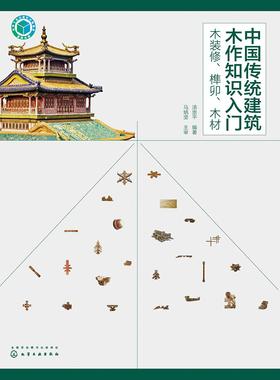 中国传统建筑
木作知识入门
木装修、榫卯、木材
汤崇平 编著
马炳坚 主审
化学工业出版社